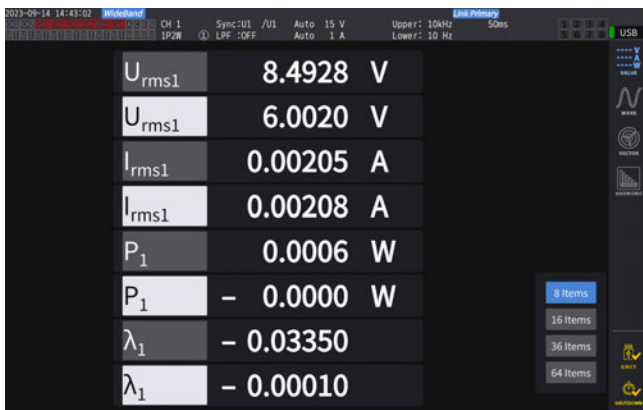 2023-09-14 14:43:02 WideBand Link Primary
CH 1 Sync:U1 /U1 Auto 15 V Upper: 10kHz 50ms
1P2W ① LPF :OFF Auto 1 A Lower: 10 Hz
USB
Urms1 8.4928 V
Urms1 6.0020 V
Irms1 0.00205 A
Irms1 0.00208 A
P1 0.0006 W
P1 - 0.0000 W
λ1 - 0.03350
λ1 - 0.00010
8 Items
16 Items
36 Items
64 Items
VALUE
WAVE
VECTOR
HARMONIC
EJECT
SHUTDOWN